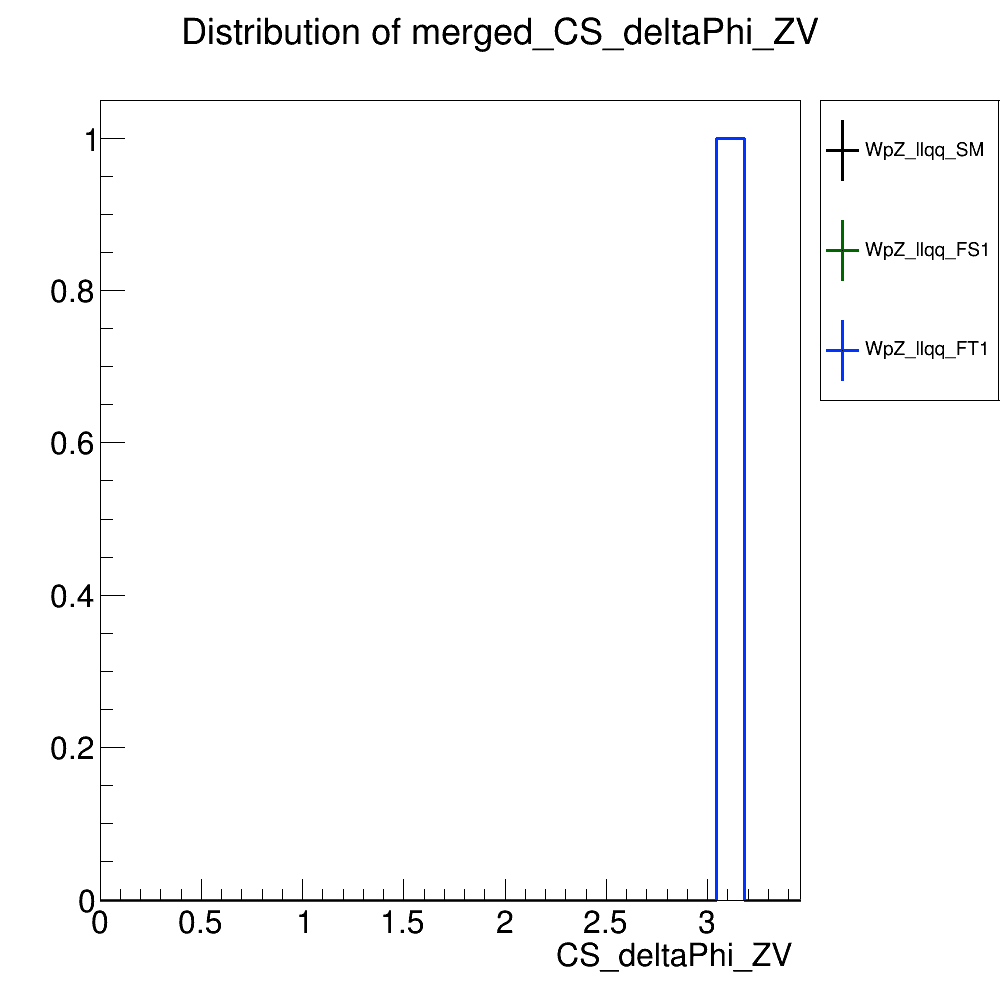 Distribution of merged_CS_deltaPhi_ZV
1
0.8
0.6
0.4
0.2
0
0 0.5 1 1.5 2 2.5 3
CS_deltaPhi_ZV
WpZ_llqq_SM
WpZ_llqq_FS1
WpZ_llqq_FT1